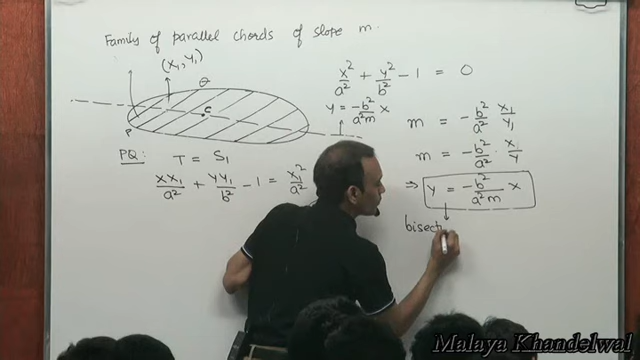 Family of parallel chords of slope m.
(x₁, y₁)
Q
x²/a² + y²/b² - 1 = 0
C
y = -b²/a²m x
P
m = -b²/a² x₁/y₁
PQ: T = S₁
m = -b²/a² · x/y
xx₁/a² + yy₁/b² - 1 = x₁²/a²
⇒ y = -b²/a²m x
bisect
Malaya Khandelwal